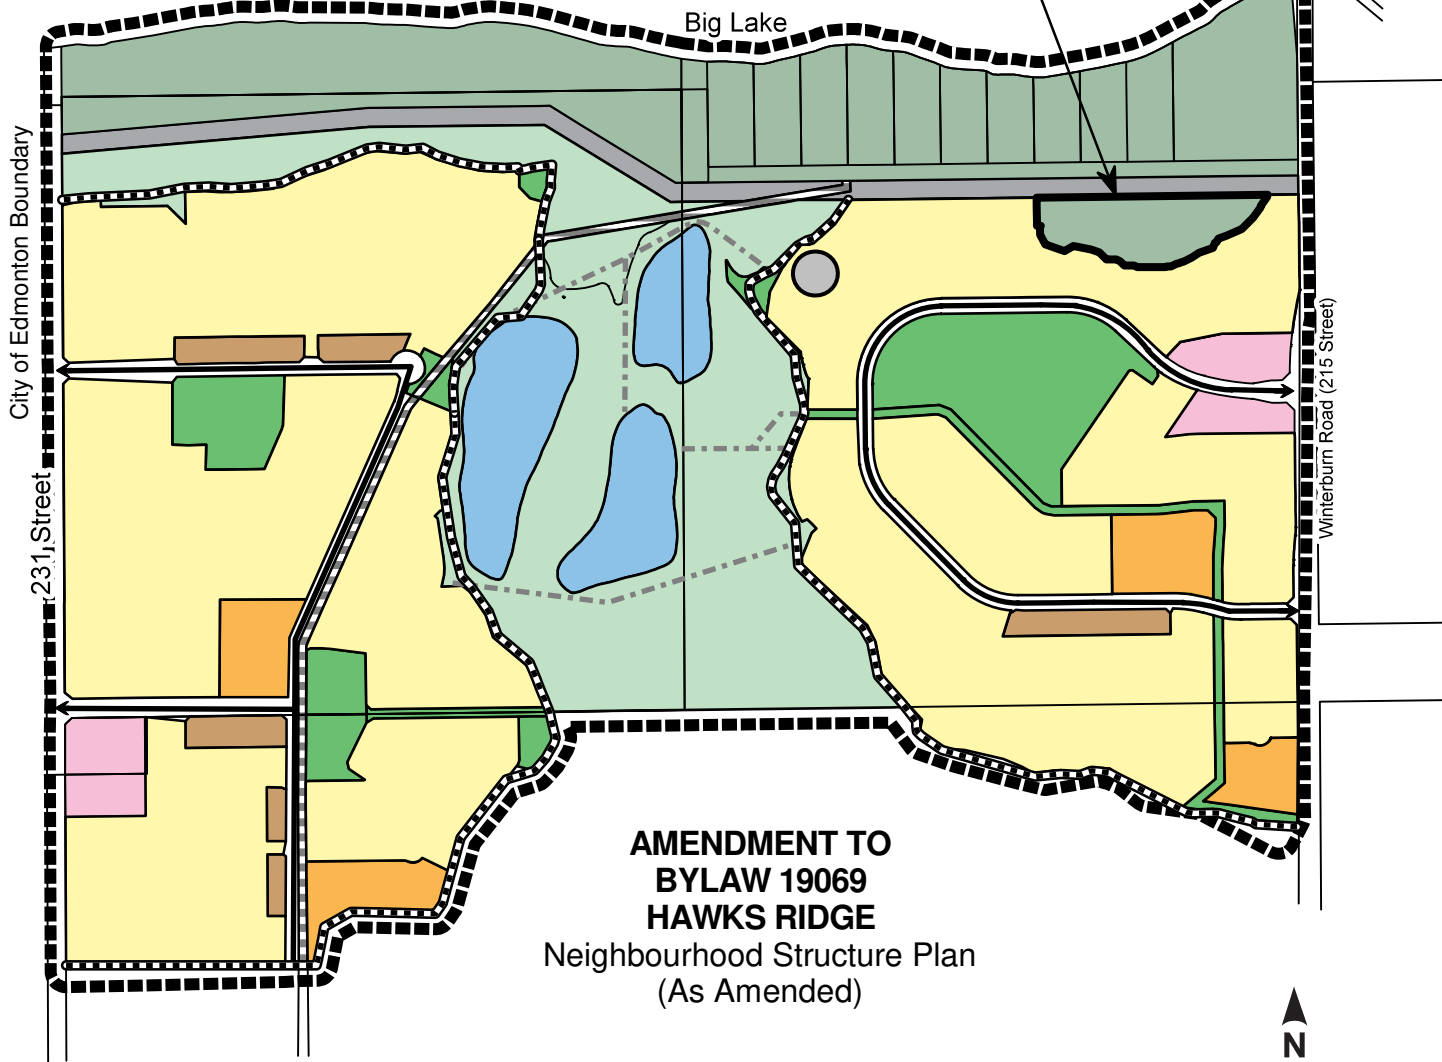 Big Lake
City of Edmonton Boundary
231 Street
Winterburn Road (215 Street)
AMENDMENT TO
BYLAW 19069
HAWKS RIDGE
Neighbourhood Structure Plan
(As Amended)
N